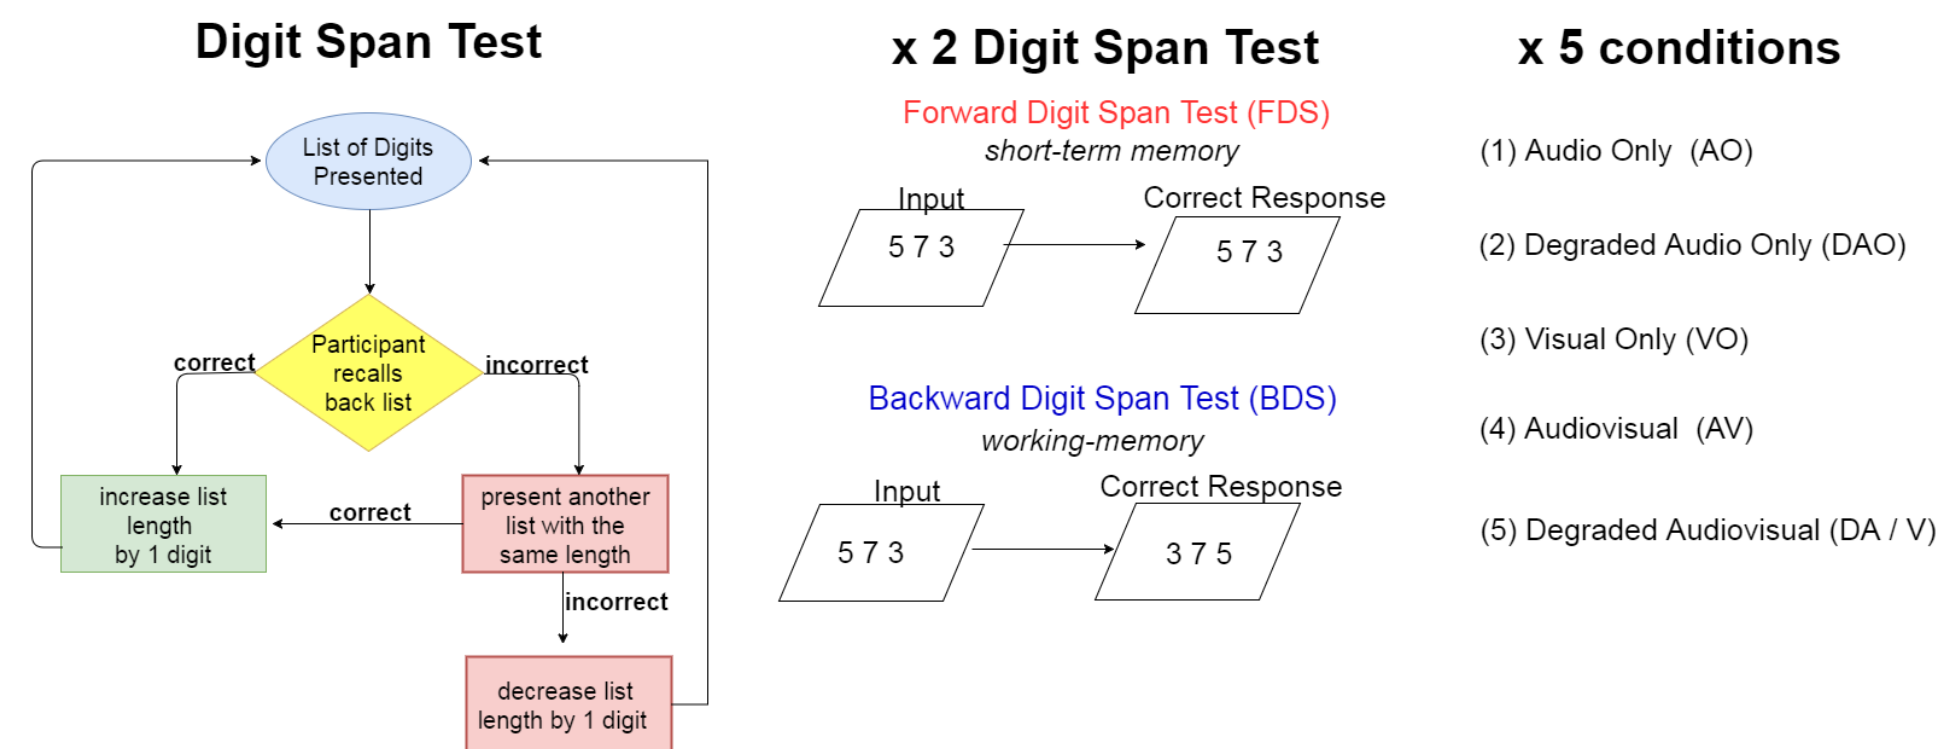 Digit Span Test
List of Digits
Presented
Participant
recalls
back list
correct
incorrect
increase list
length
by 1 digit
correct
present another
list with the
same length
incorrect
decrease list
length by 1 digit
x 2 Digit Span Test
Forward Digit Span Test (FDS)
short-term memory
Input
5 7 3
Correct Response
5 7 3
Backward Digit Span Test (BDS)
working-memory
Input
5 7 3
Correct Response
3 7 5
x 5 conditions
(1) Audio Only (AO)
(2) Degraded Audio Only (DAO)
(3) Visual Only (VO)
(4) Audiovisual (AV)
(5) Degraded Audiovisual (DA / V)